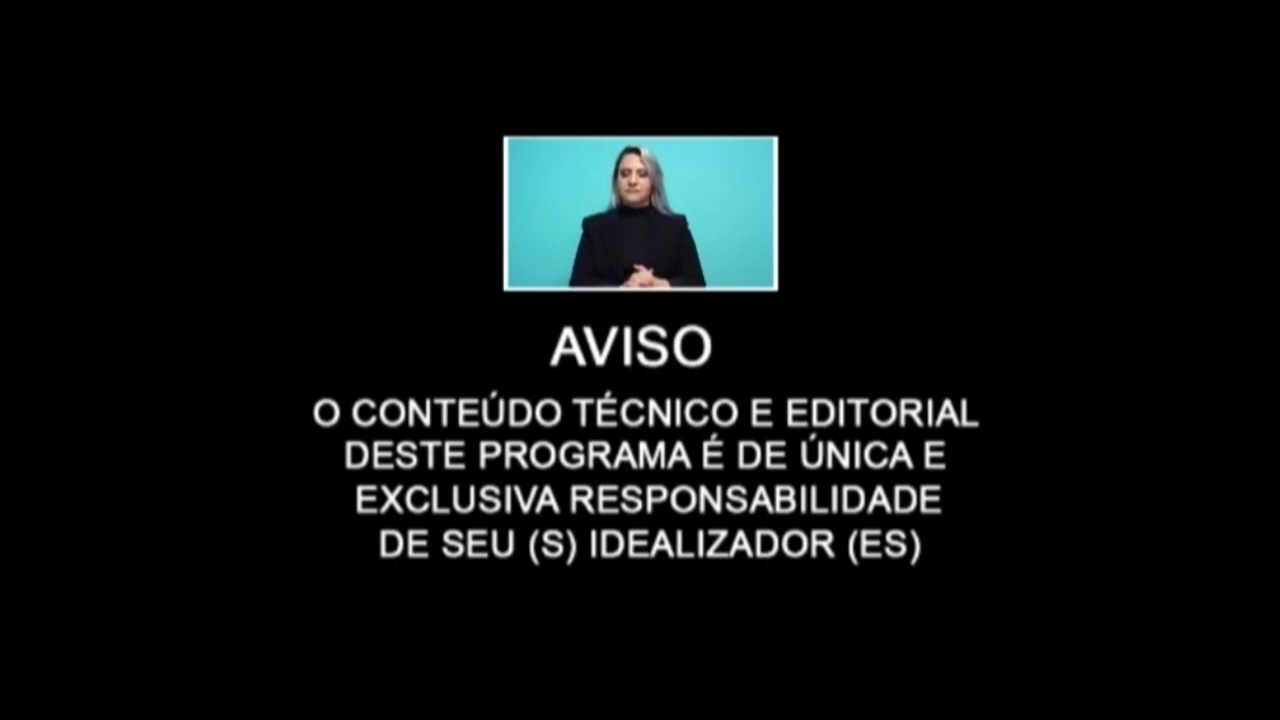 AVISO
O CONTEÚDO TÉCNICO E EDITORIAL
DESTE PROGRAMA É DE ÚNICA E
EXCLUSIVA RESPONSABILIDADE
DE SEU (S) IDEALIZADOR (ES)